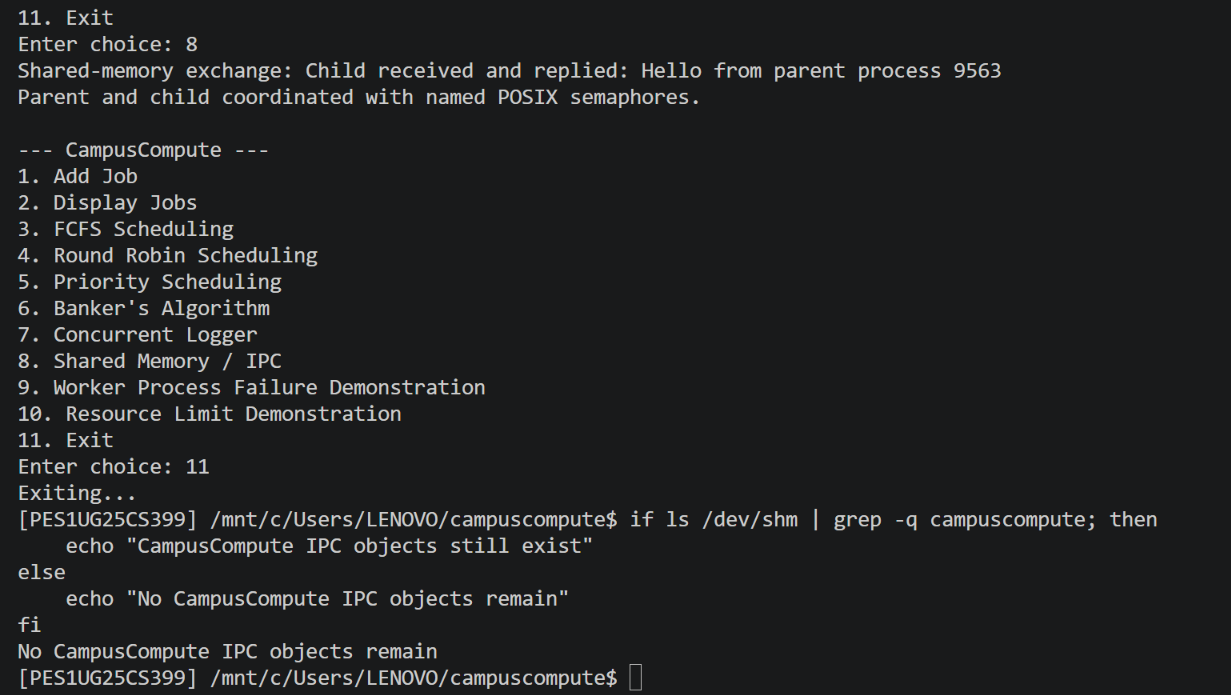 11. Exit
Enter choice: 8
Shared-memory exchange: Child received and replied: Hello from parent process 9563
Parent and child coordinated with named POSIX semaphores.

--- CampusCompute ---
1. Add Job
2. Display Jobs
3. FCFS Scheduling
4. Round Robin Scheduling
5. Priority Scheduling
6. Banker's Algorithm
7. Concurrent Logger
8. Shared Memory / IPC
9. Worker Process Failure Demonstration
10. Resource Limit Demonstration
11. Exit
Enter choice: 11
Exiting...
[PES1UG25CS399] /mnt/c/Users/LENOVO/campuscompute$ if ls /dev/shm | grep -q campuscompute; then
    echo "CampusCompute IPC objects still exist"
else
    echo "No CampusCompute IPC objects remain"
fi
No CampusCompute IPC objects remain
[PES1UG25CS399] /mnt/c/Users/LENOVO/campuscompute$